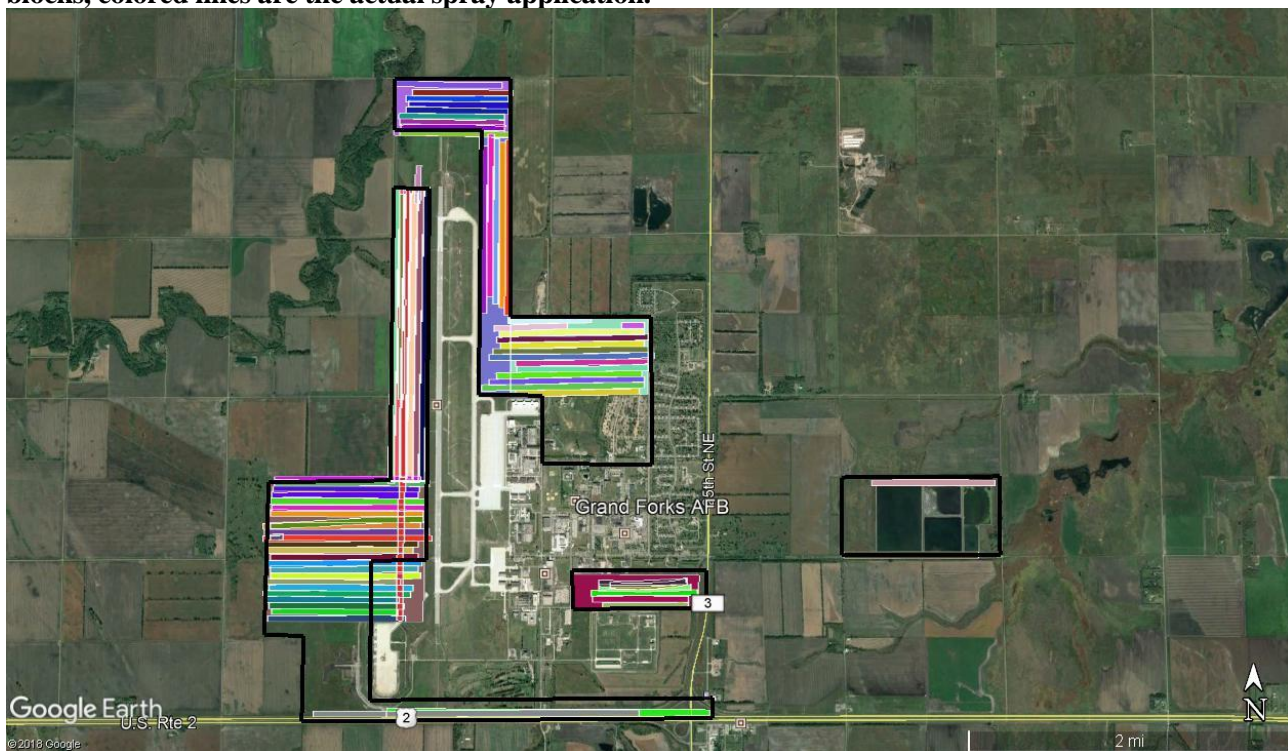 blocks, colored lines are the actual spray application.
5th St NE
Grand Forks AFB
3
Google Earth
2
U.S. Rte 2
N
©2018 Google
2 mi